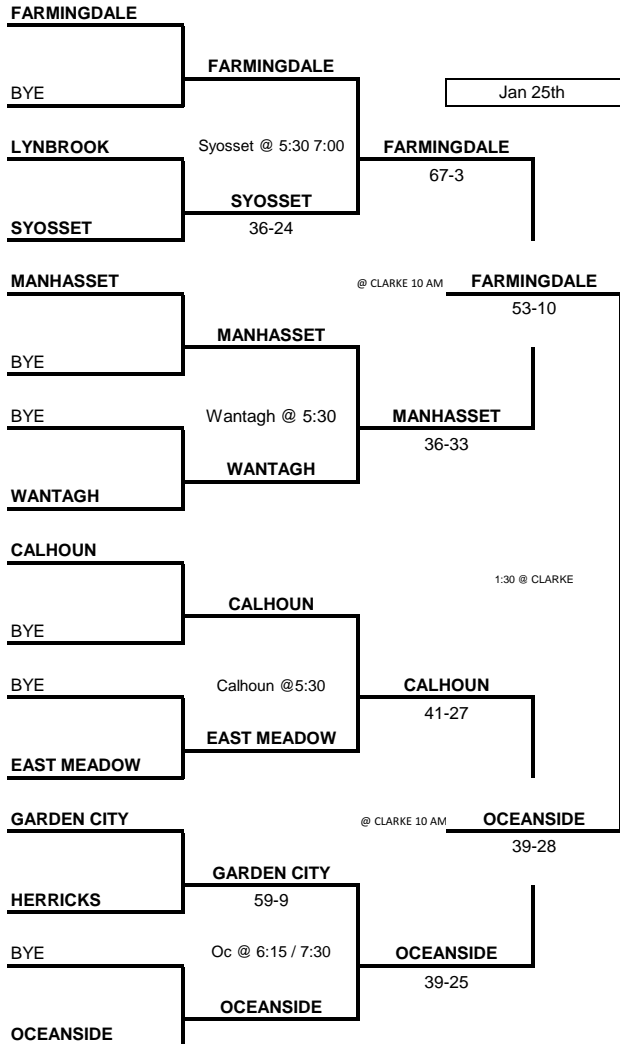 FARMINGDALE
FARMINGDALE
BYE
Jan 25th
LYNBROOK
Syosset @ 5:30 7:00
FARMINGDALE
67-3
SYOSSET
SYOSSET
36-24
MANHASSET
@ CLARKE 10 AM
FARMINGDALE
53-10
MANHASSET
BYE
BYE
Wantagh @ 5:30
MANHASSET
36-33
WANTAGH
WANTAGH
CALHOUN
1:30 @ CLARKE
CALHOUN
BYE
BYE
Calhoun @5:30
CALHOUN
41-27
EAST MEADOW
EAST MEADOW
GARDEN CITY
@ CLARKE 10 AM
OCEANSIDE
39-28
GARDEN CITY
HERRICKS
59-9
BYE
Oc @ 6:15 / 7:30
OCEANSIDE
39-25
OCEANSIDE
OCEANSIDE